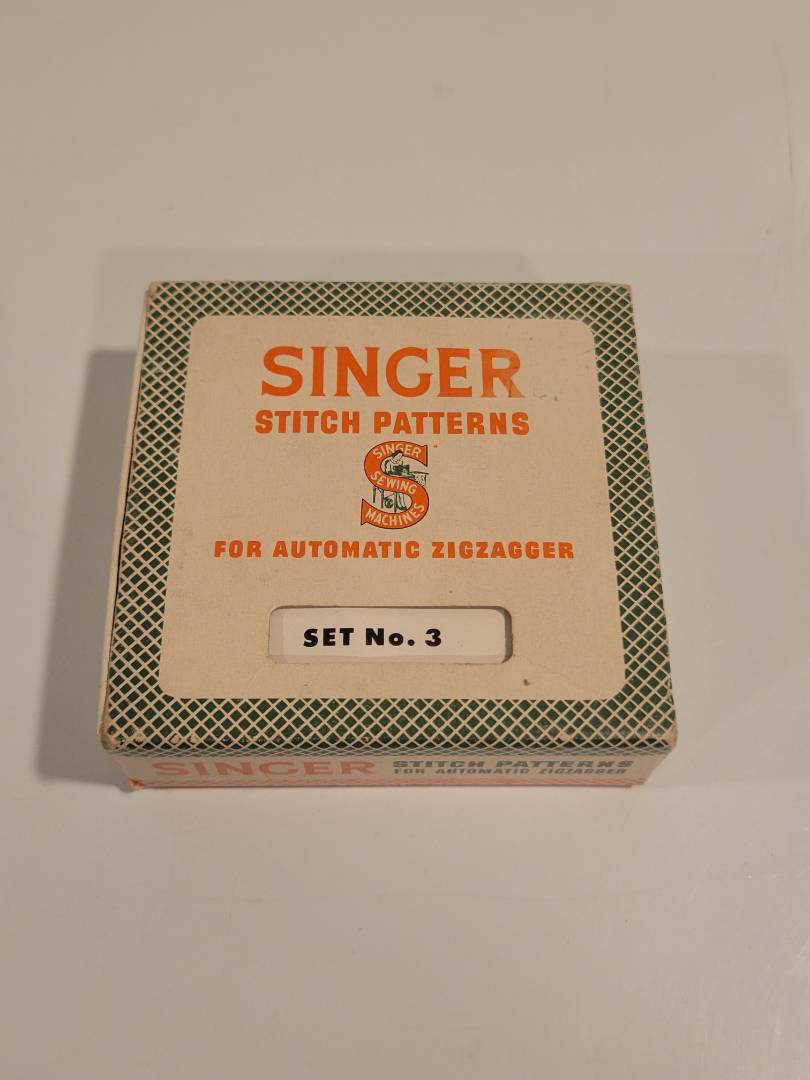 SINGER
STITCH PATTERNS
SINGER
SEWING
MACHINES
FOR AUTOMATIC ZIGZAGGER
SET No. 3
SINGER STITCH PATTERNS
FOR AUTOMATIC ZIGZAGGER